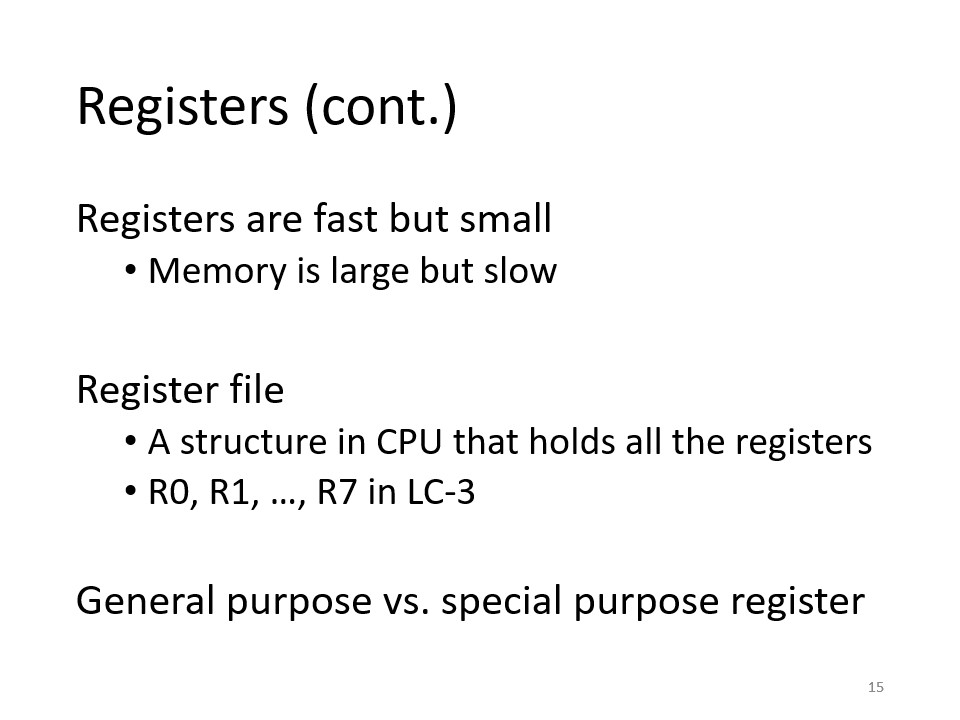 Registers (cont.)
Registers are fast but small
• Memory is large but slow
Register file
• A structure in CPU that holds all the registers
• R0, R1, …, R7 in LC-3
General purpose vs. special purpose register
15